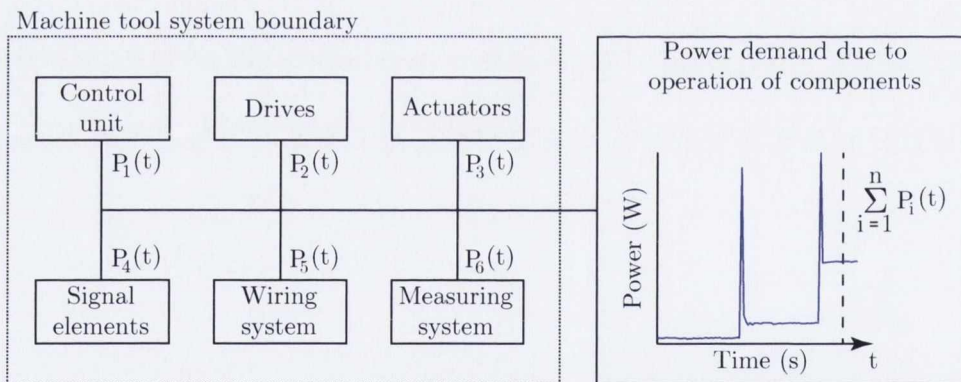 Machine tool system boundary
Control
unit
Drives
Actuators
P₁(t)
P₂(t)
P₃(t)
P₄(t)
P₅(t)
P₆(t)
Signal
elements
Wiring
system
Measuring
system
Power demand due to
operation of components
Power (W)
n
∑ Pᵢ(t)
i = 1
Time (s)
t